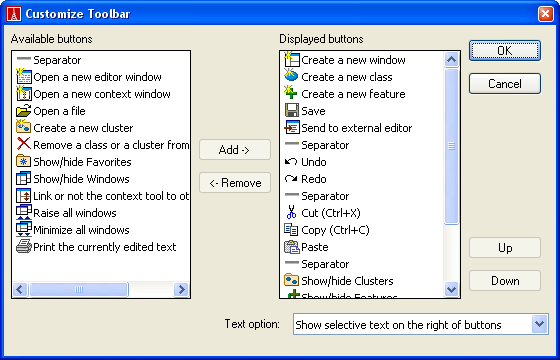 Customize Toolbar
Available buttons
Separator
Open a new editor window
Open a new context window
Open a file
Create a new cluster
Remove a class or a cluster from
Show/hide Favorites
Show/hide Windows
Link or not the context tool to ot
Raise all windows
Minimize all windows
Print the currently edited text
Add ->
<- Remove
Displayed buttons
Create a new window
Create a new class
Create a new feature
Save
Send to external editor
Separator
Undo
Redo
Separator
Cut (Ctrl+X)
Copy (Ctrl+C)
Paste
Separator
Show/hide Clusters
Show/hide Features
OK
Cancel
Up
Down
Text option: Show selective text on the right of buttons